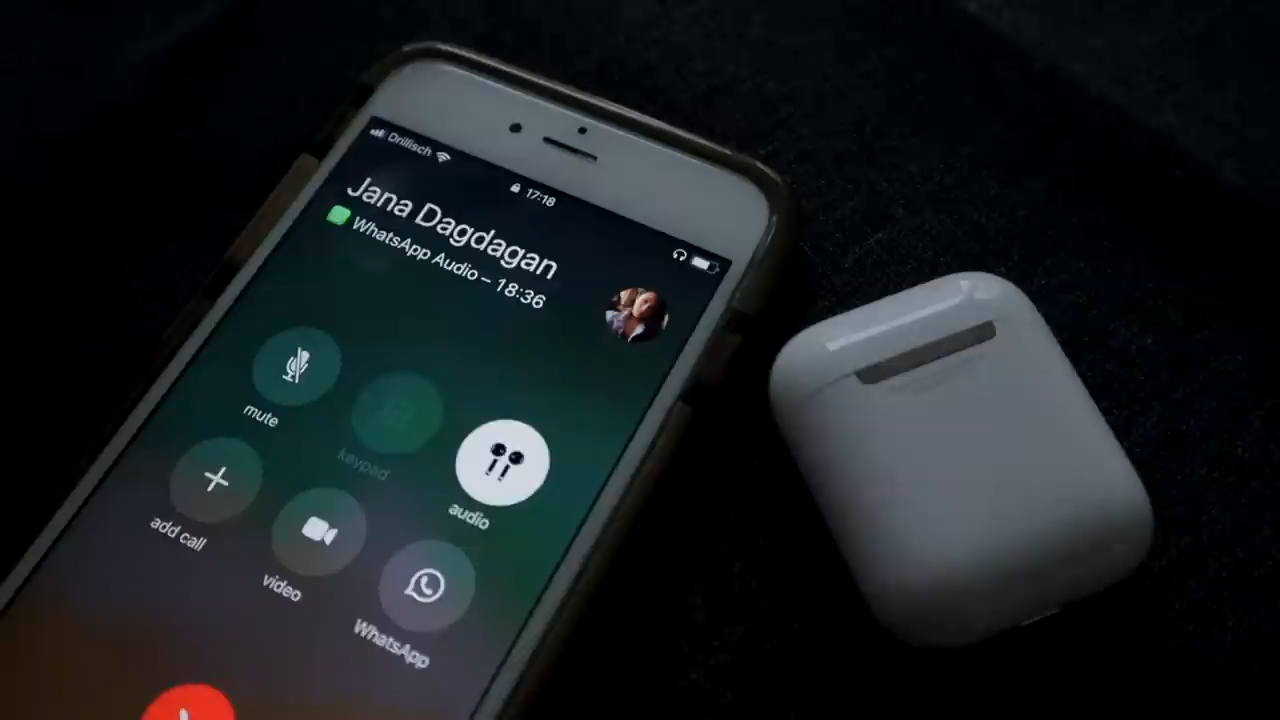 Drillisch
17:18
Jana Dagdagan
WhatsApp Audio – 18:36
mute
keypad
audio
add call
video
WhatsApp